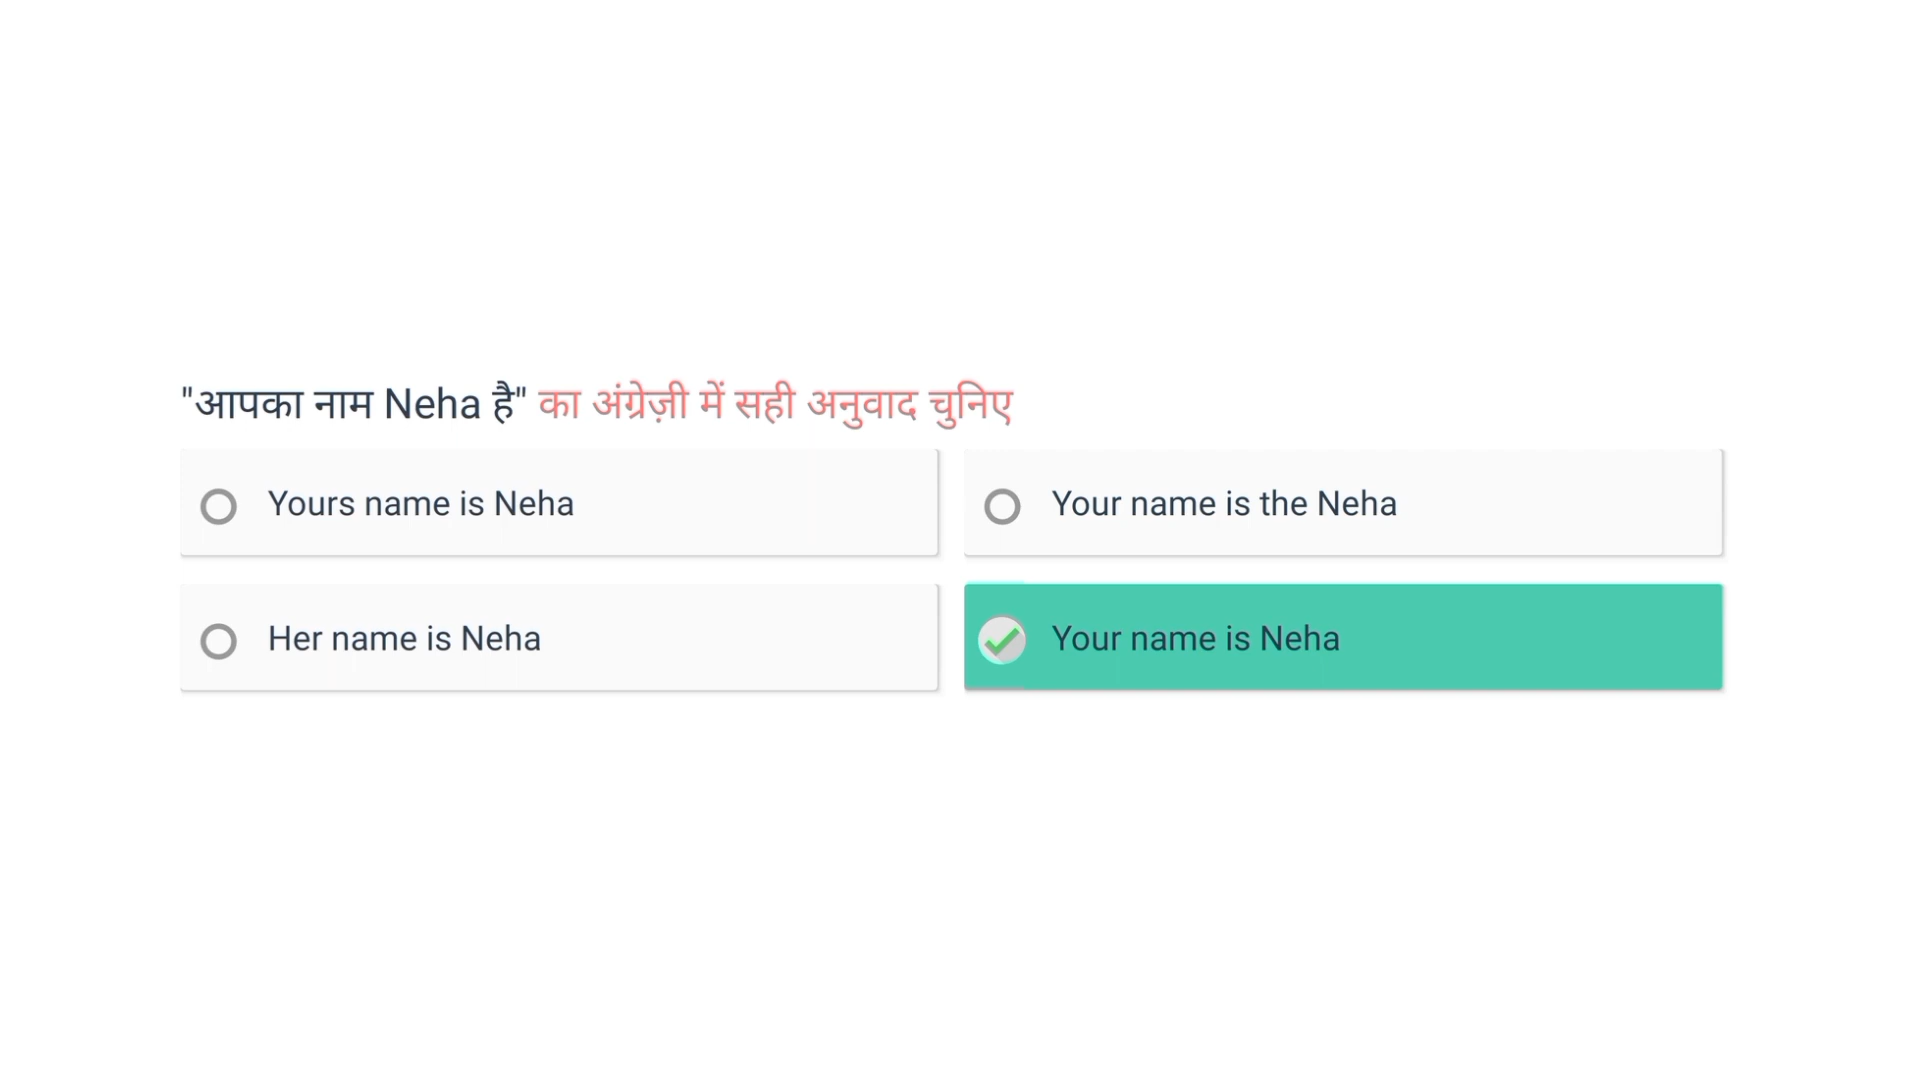 "आपका नाम Neha है" का अंग्रेज़ी में सही अनुवाद चुनिए
Yours name is Neha
Your name is the Neha
Her name is Neha
Your name is Neha